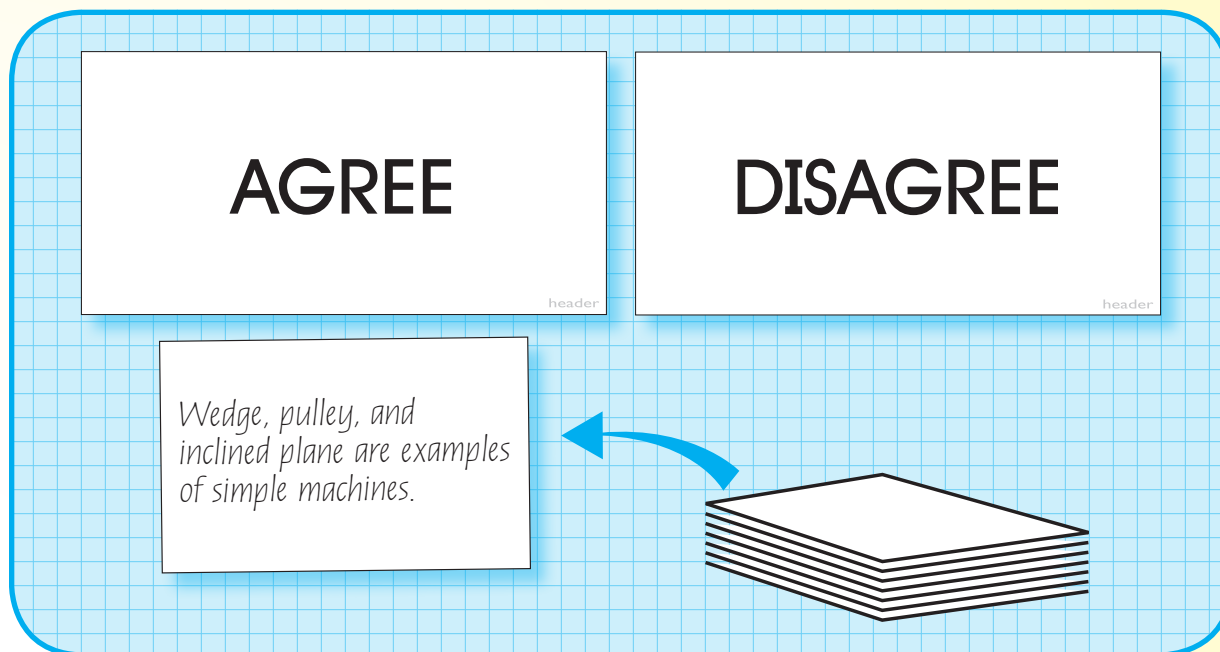 AGREE
header
DISAGREE
header
Wedge, pulley, and
inclined plane are examples
of simple machines.